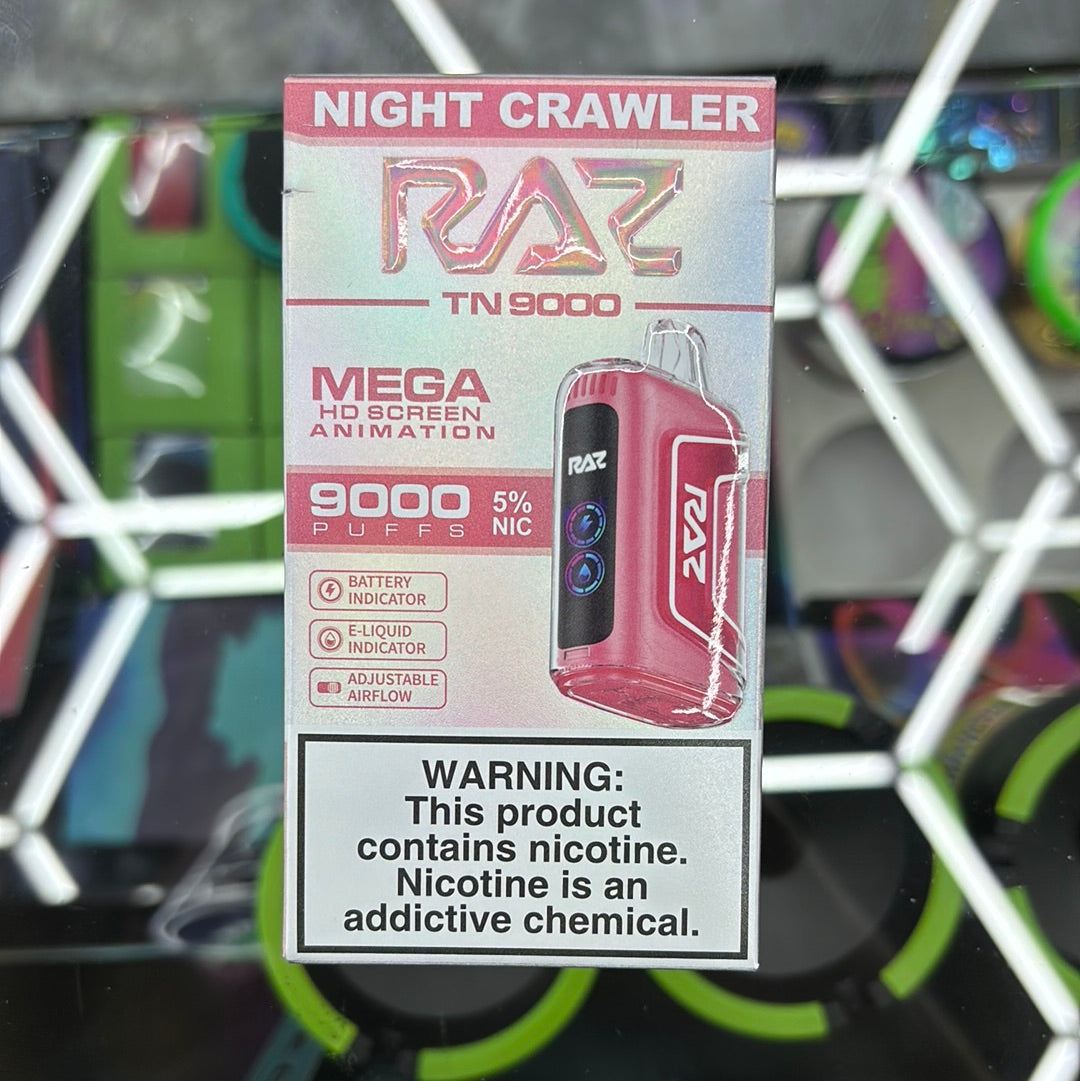 NIGHT CRAWLER
RAZ
TN9000
MEGA
HD SCREEN
ANIMATION
9000
PUFFS
5%
NIC
BATTERY
INDICATOR
E-LIQUID
INDICATOR
ADJUSTABLE
AIRFLOW
RAZ
RAZ
WARNING:
This product
contains nicotine.
Nicotine is an
addictive chemical.